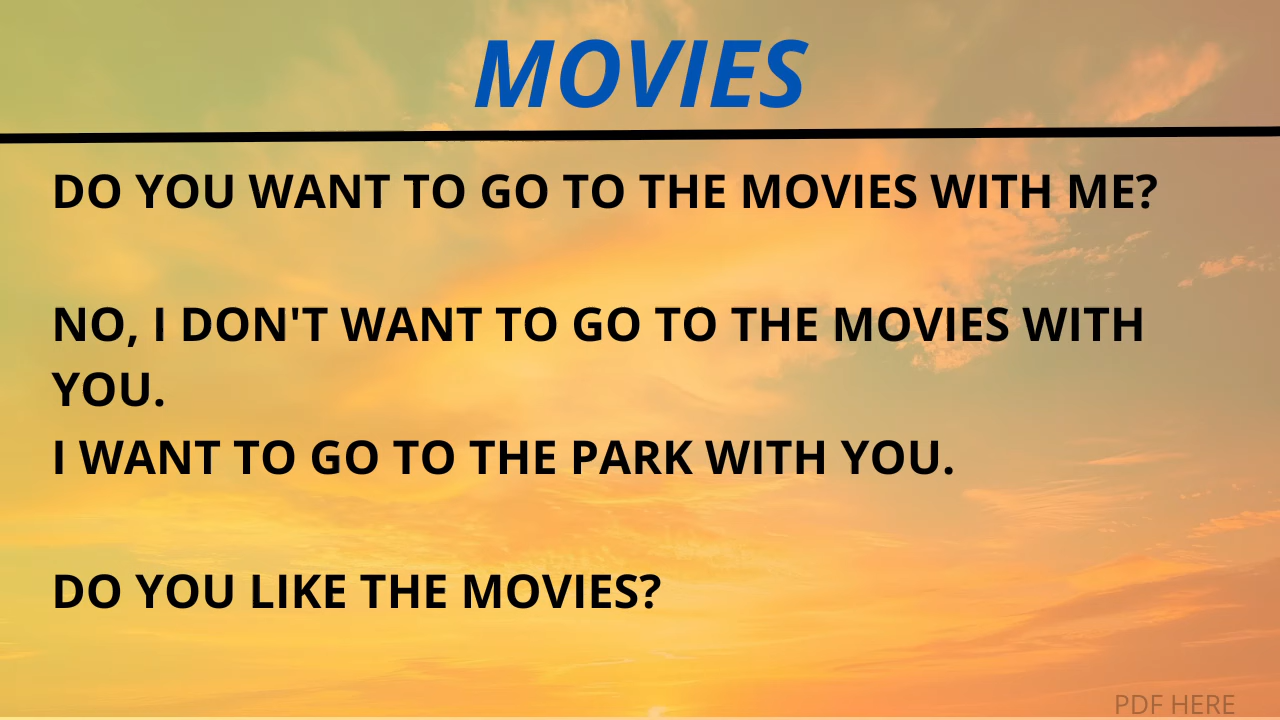 MOVIES
DO YOU WANT TO GO TO THE MOVIES WITH ME?
NO, I DON'T WANT TO GO TO THE MOVIES WITH
YOU.
I WANT TO GO TO THE PARK WITH YOU.
DO YOU LIKE THE MOVIES?
PDF HERE